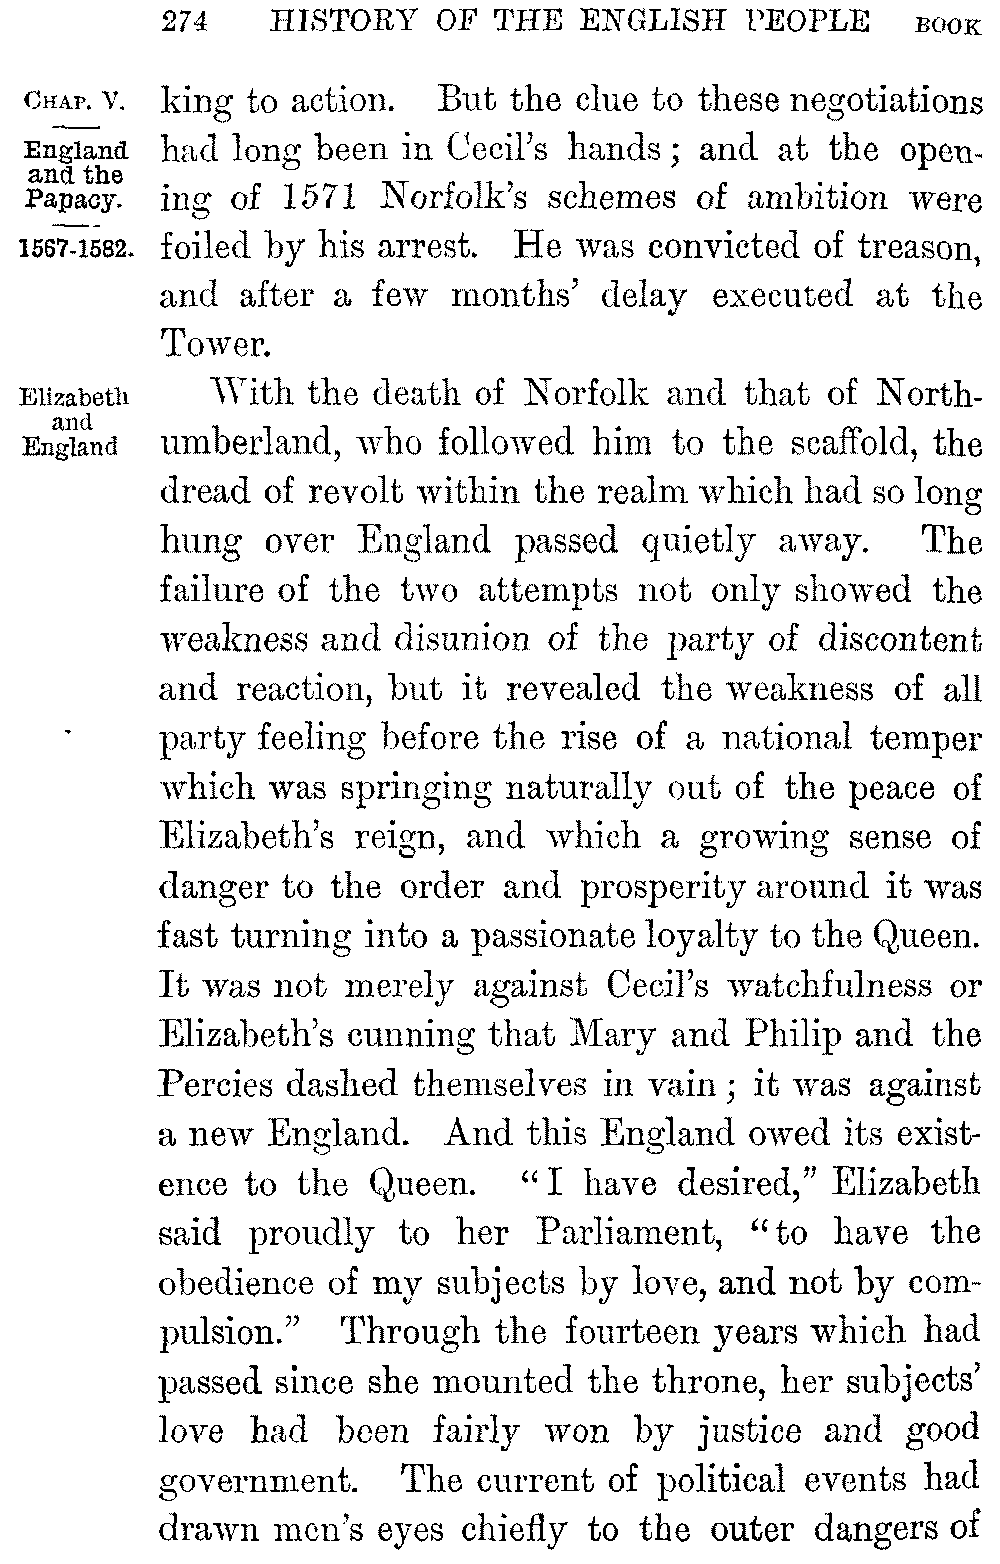 274 HISTORY OF THE ENGLISH PEOPLE BOOK
CHAP. V.
England
and the
Papacy.
1567-1582.
king to action. But the clue to these negotiations
had long been in Cecil's hands; and at the open-
ing of 1571 Norfolk's schemes of ambition were
foiled by his arrest. He was convicted of treason,
and after a few months' delay executed at the
Tower.
Elizabeth
and
England
With the death of Norfolk and that of North-
umberland, who followed him to the scaffold, the
dread of revolt within the realm which had so long
hung over England passed quietly away. The
failure of the two attempts not only showed the
weakness and disunion of the party of discontent
and reaction, but it revealed the weakness of all
party feeling before the rise of a national temper
which was springing naturally out of the peace of
Elizabeth's reign, and which a growing sense of
danger to the order and prosperity around it was
fast turning into a passionate loyalty to the Queen.
It was not merely against Cecil's watchfulness or
Elizabeth's cunning that Mary and Philip and the
Percies dashed themselves in vain; it was against
a new England. And this England owed its exist-
ence to the Queen. "I have desired," Elizabeth
said proudly to her Parliament, "to have the
obedience of my subjects by love, and not by com-
pulsion." Through the fourteen years which had
passed since she mounted the throne, her subjects'
love had been fairly won by justice and good
government. The current of political events had
drawn men's eyes chiefly to the outer dangers of